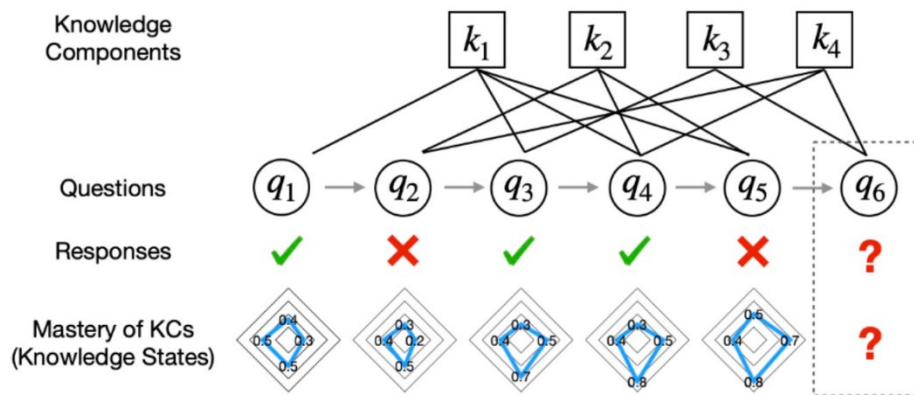 Knowledge
Components
k1 k2 k3 k4
Questions
q1 q2 q3 q4 q5 q6
Responses
?
Mastery of KCs
(Knowledge States)
0.4
0.5 0.3
0.5
0.3
0.4 0.2
0.5
0.3
0.4 0.5
0.7
0.3
0.4 0.5
0.8
0.5
0.4 0.7
0.8
?